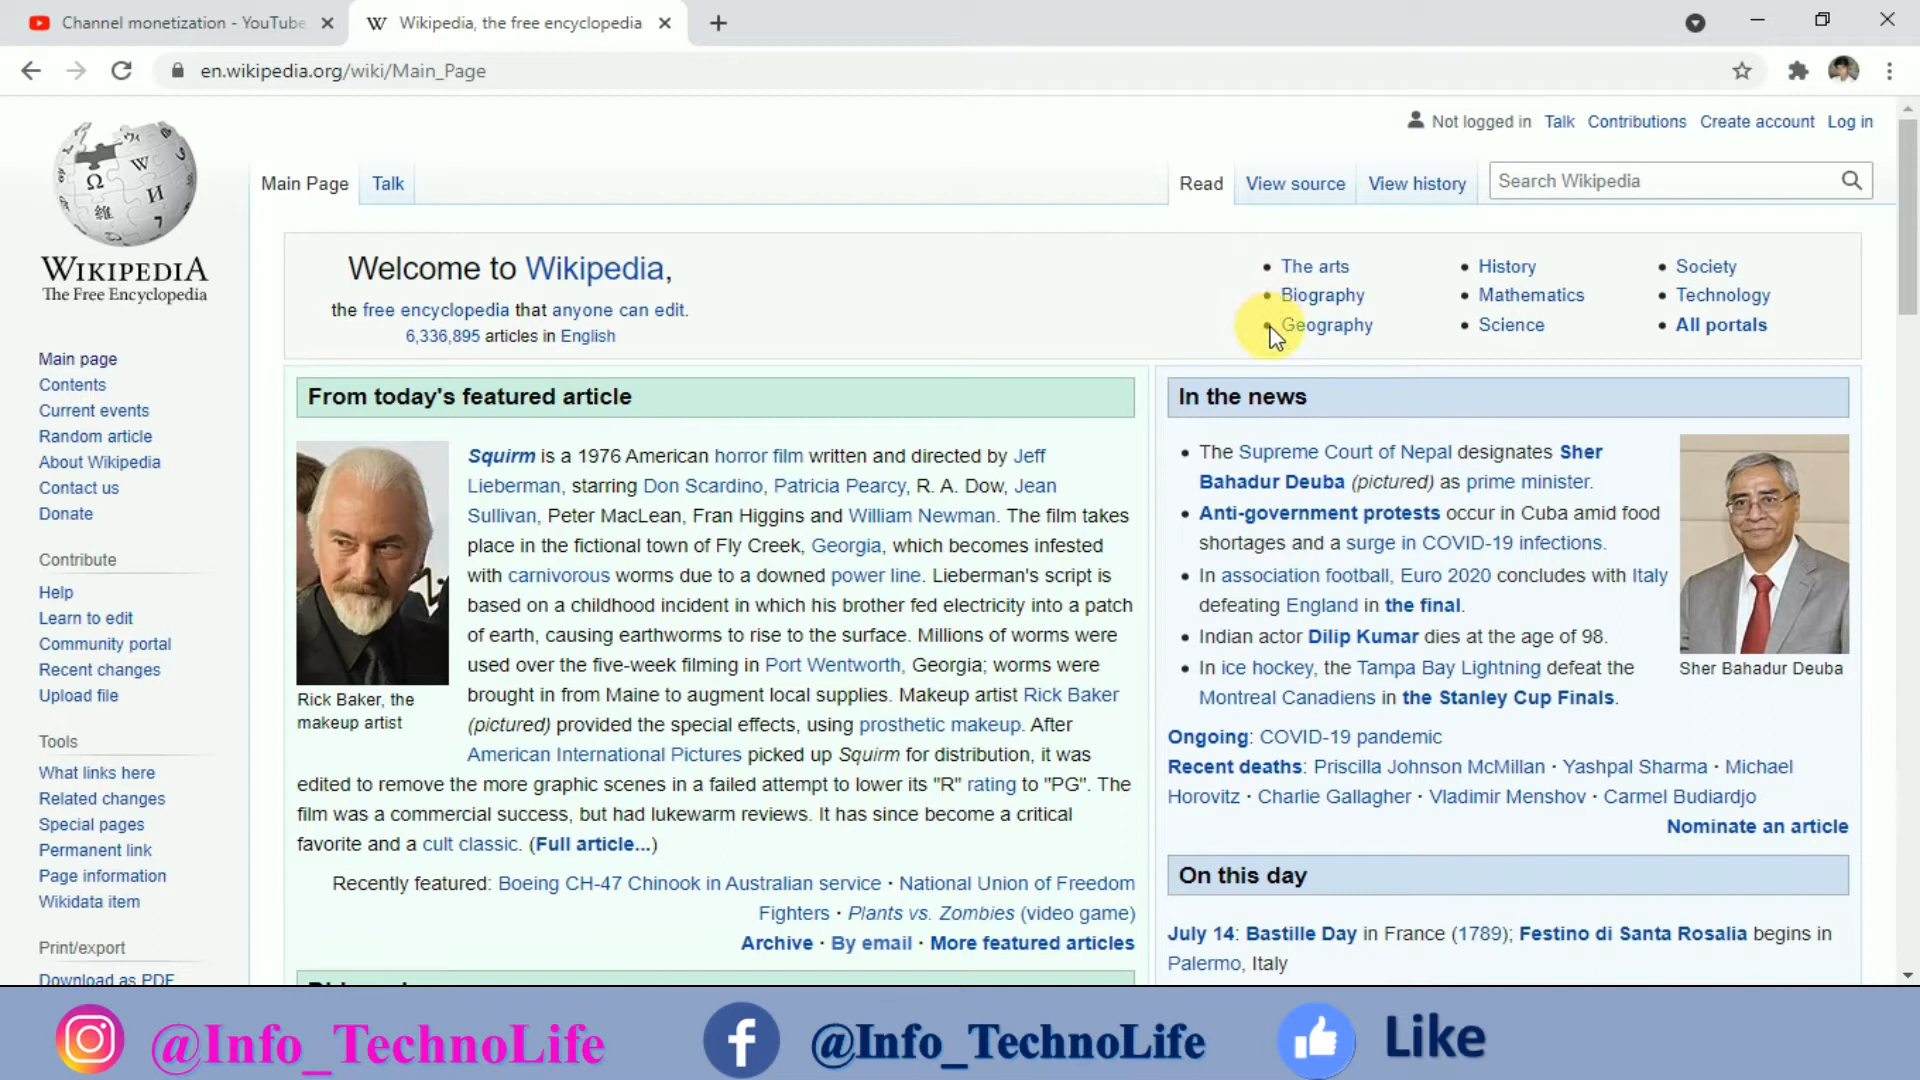 Channel monetization - YouTube
Wikipedia, the free encyclopedia
en.wikipedia.org/wiki/Main_Page
Not logged in Talk Contributions Create account Log in
Main Page Talk Read View source View history Search Wikipedia
WIKIPEDIA
The Free Encyclopedia
Main page
Contents
Current events
Random article
About Wikipedia
Contact us
Donate
Contribute
Help
Learn to edit
Community portal
Recent changes
Upload file
Tools
What links here
Related changes
Special pages
Permanent link
Page information
Wikidata item
Print/export
Download as PDF
Welcome to Wikipedia,
the free encyclopedia that anyone can edit.
6,336,895 articles in English
The arts
Biography
Geography
History
Mathematics
Science
Society
Technology
All portals
From today's featured article
Rick Baker, the
makeup artist
Squirm is a 1976 American horror film written and directed by Jeff
Lieberman, starring Don Scardino, Patricia Pearcy, R. A. Dow, Jean
Sullivan, Peter MacLean, Fran Higgins and William Newman. The film takes
place in the fictional town of Fly Creek, Georgia, which becomes infested
with carnivorous worms due to a downed power line. Lieberman's script is
based on a childhood incident in which his brother fed electricity into a patch
of earth, causing earthworms to rise to the surface. Millions of worms were
used over the five-week filming in Port Wentworth, Georgia; worms were
brought in from Maine to augment local supplies. Makeup artist Rick Baker
(pictured) provided the special effects, using prosthetic makeup. After
American International Pictures picked up Squirm for distribution, it was
edited to remove the more graphic scenes in a failed attempt to lower its "R" rating to "PG". The
film was a commercial success, but had lukewarm reviews. It has since become a critical
favorite and a cult classic. (Full article...)
Recently featured: Boeing CH-47 Chinook in Australian service · National Union of Freedom
Fighters · Plants vs. Zombies (video game)
Archive · By email · More featured articles
In the news
The Supreme Court of Nepal designates Sher
Bahadur Deuba (pictured) as prime minister.
Anti-government protests occur in Cuba amid food
shortages and a surge in COVID-19 infections.
In association football, Euro 2020 concludes with Italy
defeating England in the final.
Indian actor Dilip Kumar dies at the age of 98.
In ice hockey, the Tampa Bay Lightning defeat the
Montreal Canadiens in the Stanley Cup Finals.
Sher Bahadur Deuba
Ongoing: COVID-19 pandemic
Recent deaths: Priscilla Johnson McMillan · Yashpal Sharma · Michael
Horovitz · Charlie Gallagher · Vladimir Menshov · Carmel Budiardjo
Nominate an article
On this day
July 14: Bastille Day in France (1789); Festino di Santa Rosalia begins in
Palermo, Italy
@Info_TechnoLife
@Info_TechnoLife
Like